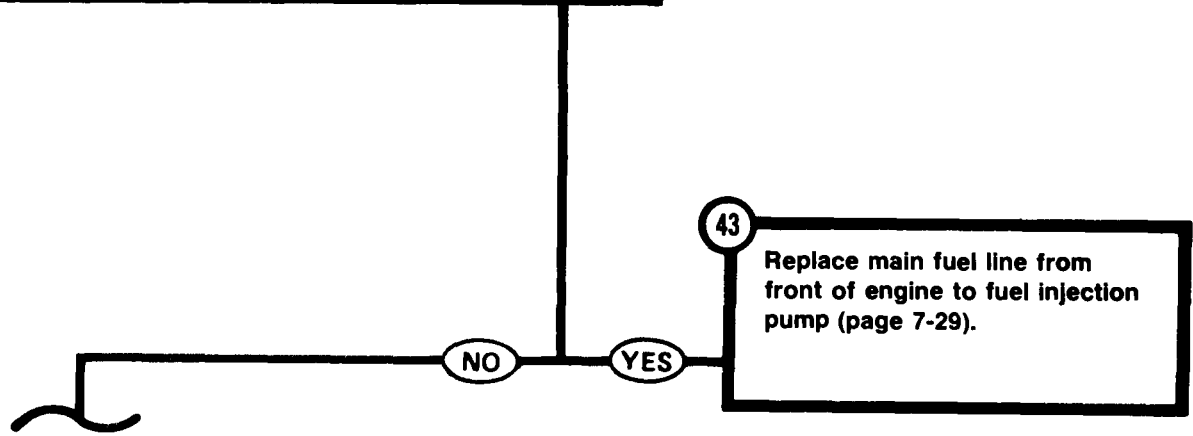 43
Replace main fuel line from
front of engine to fuel injection
pump (page 7-29).
NO
YES